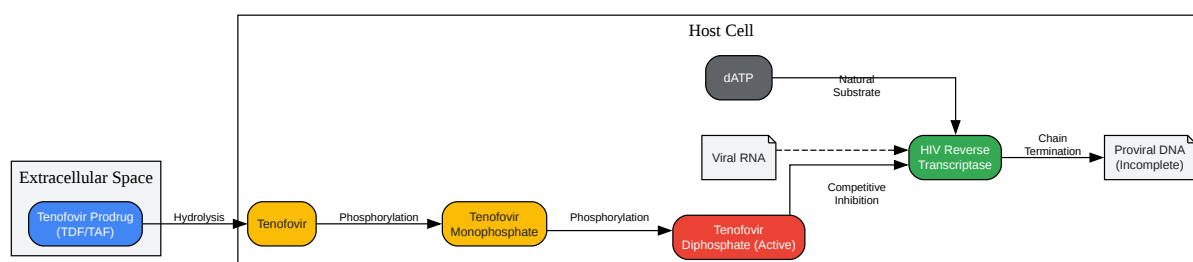 Host Cell
dATP
Natural
Substrate
Viral RNA
HIV Reverse
Transcriptase
Chain
Termination
Proviral DNA
(Incomplete)
Extracellular Space
Tenofovir Prodrug
(TDF/TAF)
Hydrolysis
Tenofovir
Phosphorylation
Tenofovir
Monophosphate
Phosphorylation
Tenofovir
Diphosphate (Active)
Competitive
Inhibition